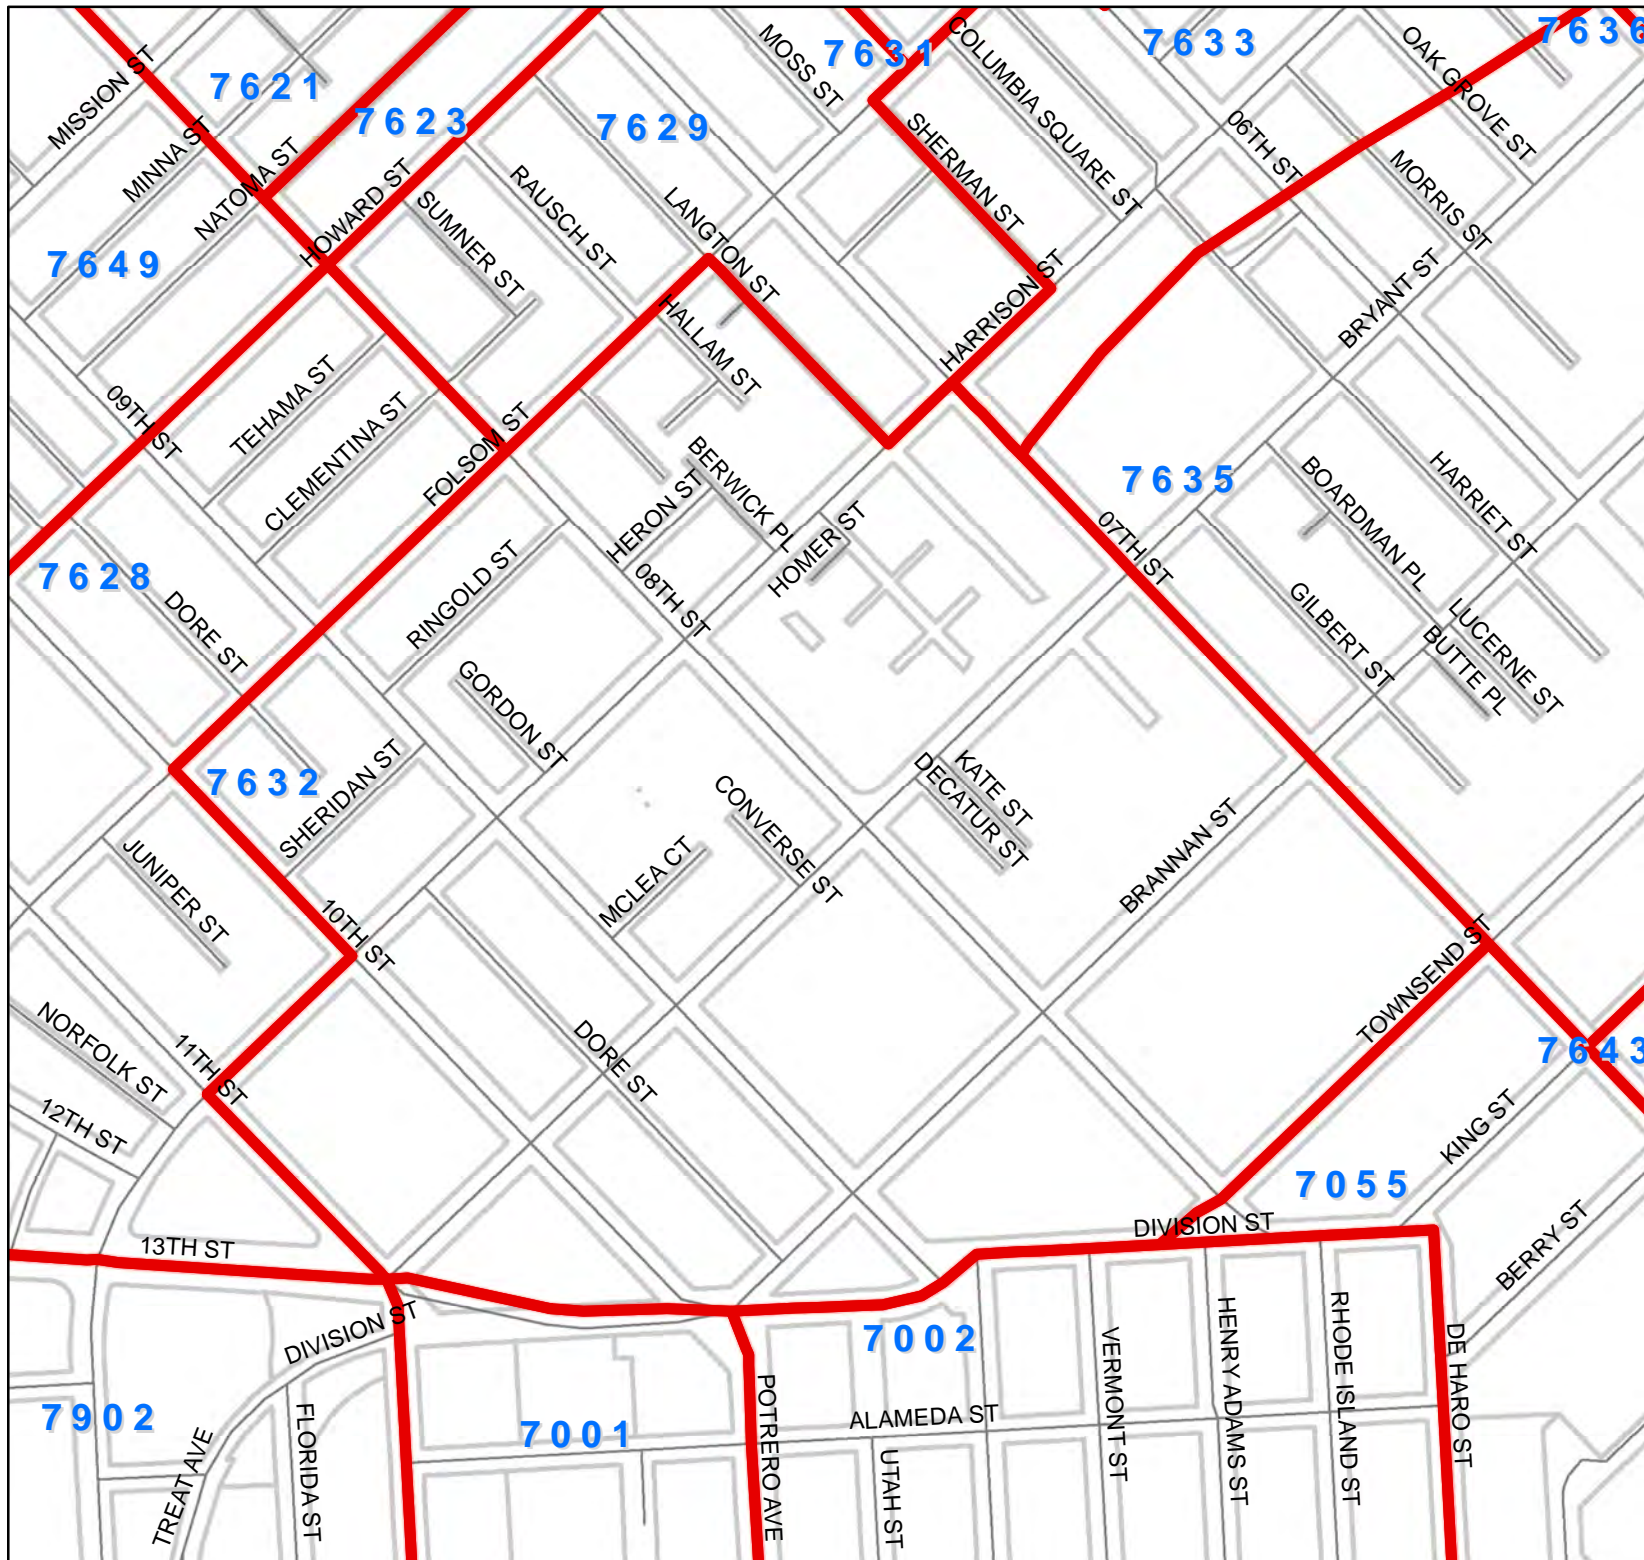 7636
7631
7633
7621
7623
7629
7649
7635
7628
7632
7643
7055
7002
7902
7001
MISSION ST
MINNA ST
NATOMA ST
HOWARD ST
SUMNER ST
RAUSCH ST
LANGTON ST
MOSS ST
COLUMBIA SQUARE ST
SHERMAN ST
06TH ST
OAK GROVE ST
MORRIS ST
BRYANT ST
HARRISON ST
HALLAM ST
09TH ST
TEHAMA ST
CLEMENTINA ST
FOLSOM ST
BERWICK PL
HERON ST
HOMER ST
07TH ST
BOARDMAN PL
HARRIET ST
GILBERT ST
LUCERNE ST
BUTTE PL
DORE ST
RINGOLD ST
08TH ST
GORDON ST
SHERIDAN ST
JUNIPER ST
10TH ST
CONVERSE ST
MCLEA CT
KATE ST
DECATUR ST
BRANNAN ST
TOWNSEND ST
NORFOLK ST
11TH ST
12TH ST
DORE ST
KING ST
BERRY ST
13TH ST
DIVISION ST
DIVISION ST
TREAT AVE
FLORIDA ST
POTRERO AVE
ALAMEDA ST
UTAH ST
VERMONT ST
HENRY ADAMS ST
RHODE ISLAND ST
DE HARO ST